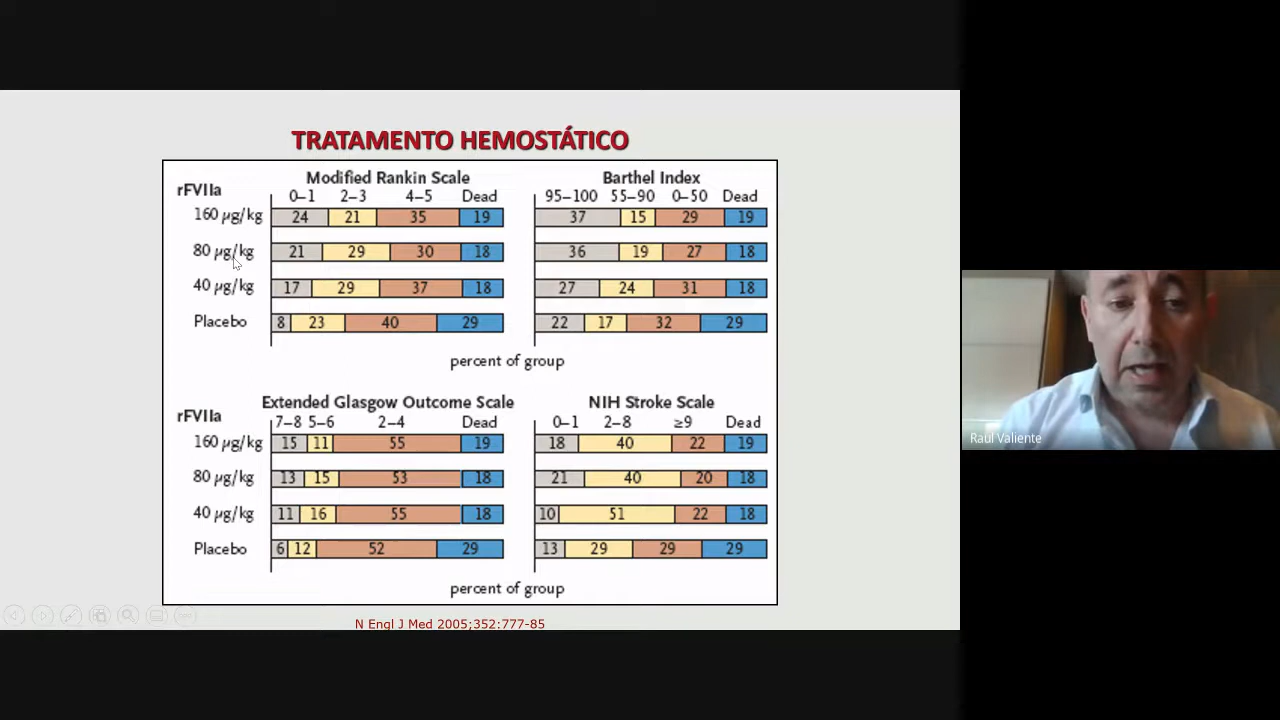 TRATAMENTO HEMOSTÁTICO
Modified Rankin Scale
rFVIIa
0–1 2–3 4–5 Dead
160 µg/kg 24 21 35 19
80 µg/kg 21 29 30 18
40 µg/kg 17 29 37 18
Placebo 8 23 40 29
Barthel Index
95–100 55–90 0–50 Dead
37 15 29 19
36 19 27 18
27 24 31 18
22 17 32 29
percent of group
Extended Glasgow Outcome Scale
rFVIIa
7–8 5–6 2–4 Dead
160 µg/kg 15 11 55 19
80 µg/kg 13 15 53 18
40 µg/kg 11 16 55 18
Placebo 6 12 52 29
NIH Stroke Scale
0–1 2–8 ≥9 Dead
18 40 22 19
21 40 20 18
10 51 22 18
13 29 29 29
percent of group
N Engl J Med 2005;352:777-85
Raul Valiente